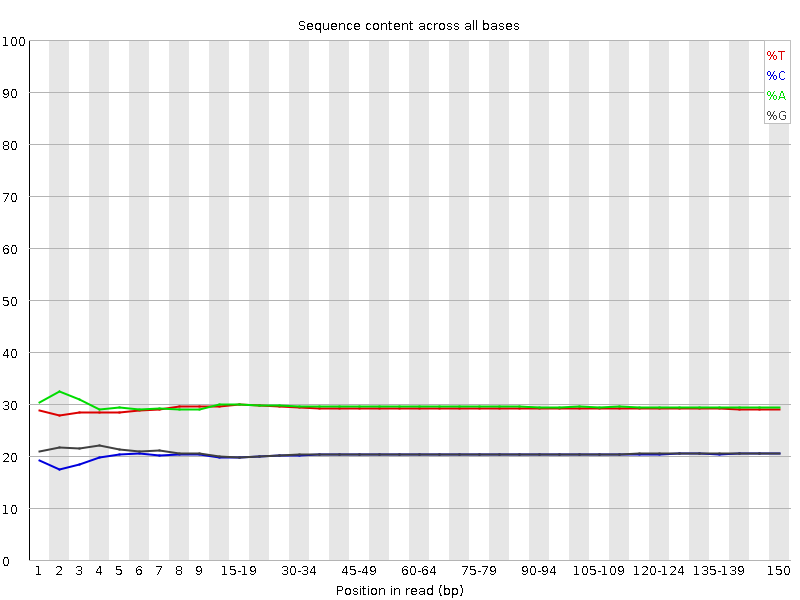 Sequence content across all bases
100
90
80
70
60
50
40
30
20
10
0
%T
%C
%A
%G
1 2 3 4 5 6 7 8 9 15-19 30-34 45-49 60-64 75-79 90-94 105-109 120-124 135-139 150
Position in read (bp)